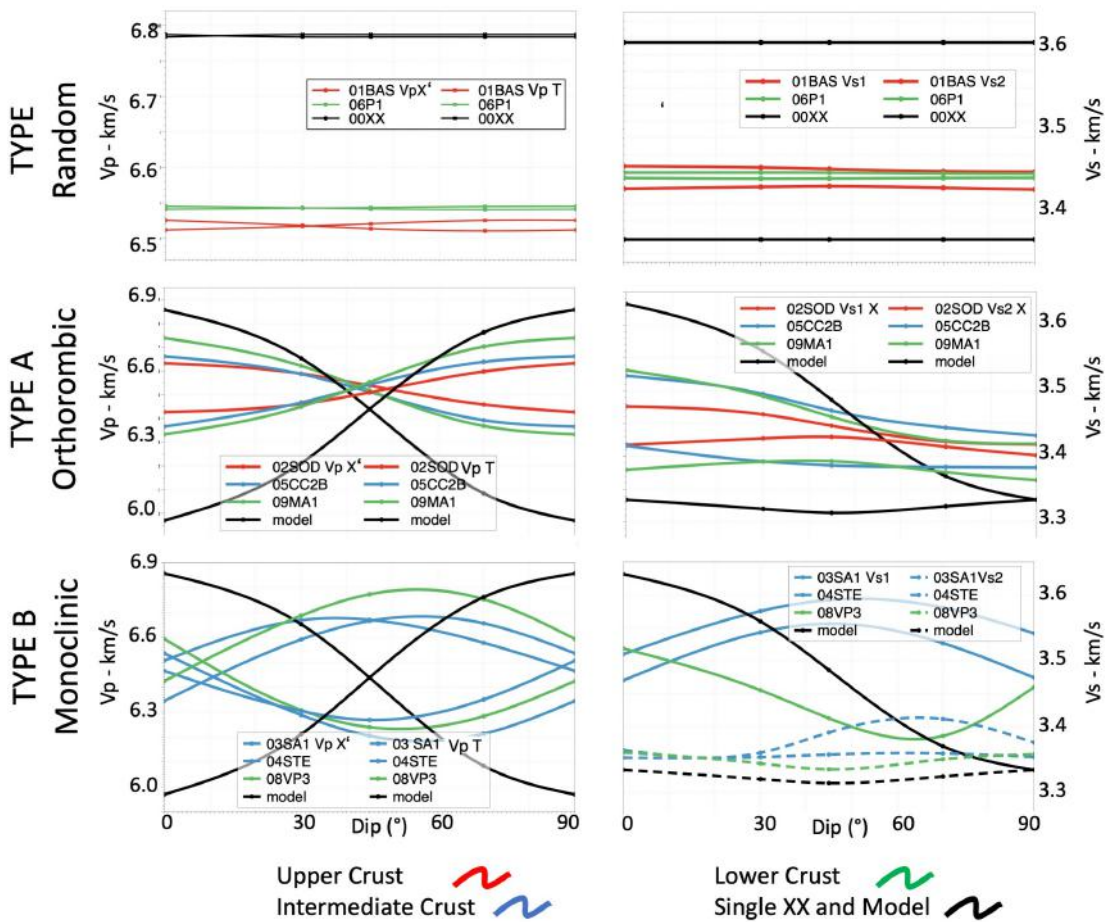 TYPE
Random
Vp - km/s
6.8
6.7
6.6
6.5
01BAS VpX‘ 01BAS Vp T
06P1 06P1
00XX 00XX
01BAS Vs1 01BAS Vs2
06P1 06P1
00XX 00XX
3.6
3.5
3.4
Vs - km/s
TYPE A
Orthorombic
Vp - km/s
6.9
6.6
6.3
6.0
02SOD Vp X‘ 02SOD Vp T
05CC2B 05CC2B
09MA1 09MA1
model model
02SOD Vs1 X 02SOD Vs2 X
05CC2B 05CC2B
09MA1 09MA1
model model
3.6
3.5
3.4
3.3
Vs - km/s
TYPE B
Monoclinic
Vp - km/s
6.9
6.6
6.3
6.0
03SA1 Vp X‘ 03 SA1 Vp T
04STE 04STE
08VP3 08VP3
model model
03SA1Vs1 03SA1Vs2
04STE 04STE
08VP3 08VP3
model model
3.6
3.5
3.4
3.3
Vs - km/s
0 30 Dip (°) 60 90
0 30 Dip (°) 60 90
Upper Crust
Intermediate Crust
Lower Crust
Single XX and Model